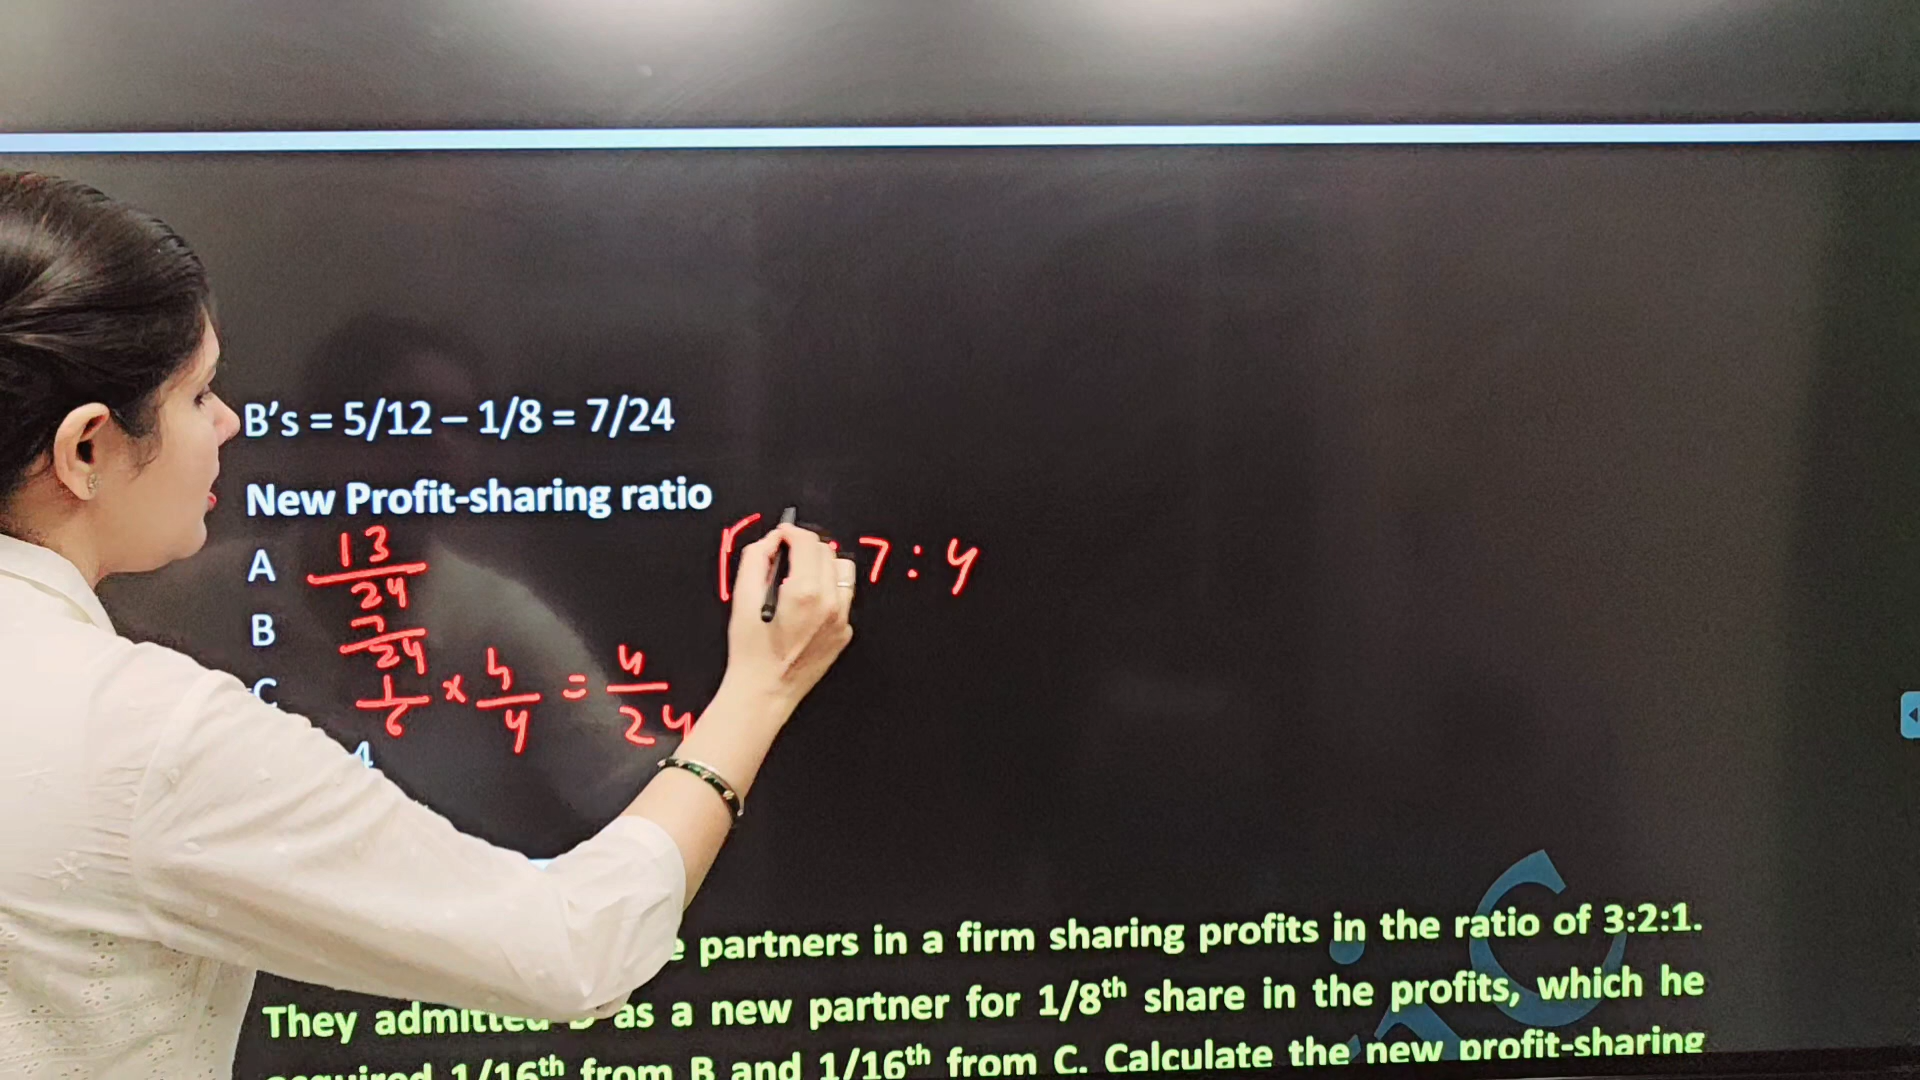 B's = 5/12 – 1/8 = 7/24
New Profit-sharing ratio
A 13/24 : 7 : 4
B 7/24
C 1/6 × 4/4 = 4/24
4
partners in a firm sharing profits in the ratio of 3:2:1.
They admitted as a new partner for 1/8th share in the profits, which he
acquired 1/16th from B and 1/16th from C. Calculate the new profit-sharing